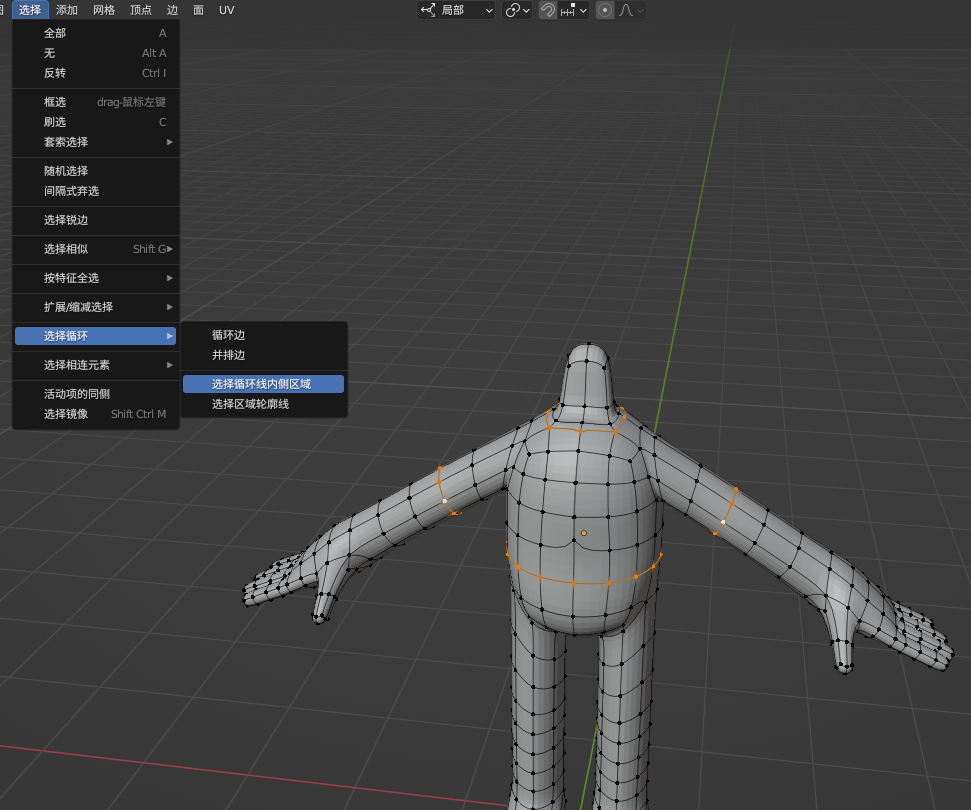 选择 添加 网格 顶点 边 面 UV
局部
全部 A
无 Alt A
反转 Ctrl I
框选 drag-鼠标左键
刷选 C
套索选择
随机选择
间隔式弃选
选择锐边
选择相似 Shift G
按特征全选
扩展/缩减选择
选择循环
循环边
并排边
选择循环线内侧区域
选择区域轮廓线
选择相连元素
活动项的同侧
选择镜像 Shift Ctrl M